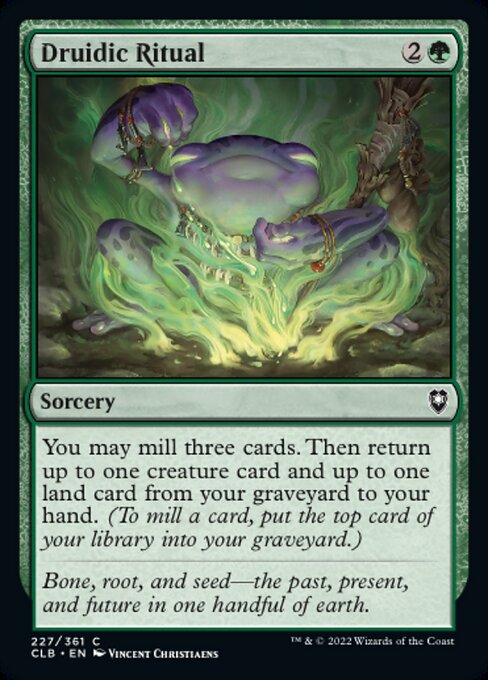 Druidic Ritual 2
Sorcery
You may mill three cards. Then return
up to one creature card and up to one
land card from your graveyard to your
hand. (To mill a card, put the top card of
your library into your graveyard.)
Bone, root, and seed—the past, present,
and future in one handful of earth.
227/361 C
CLB • EN Vincent Christiaens
™ & © 2022 Wizards of the Coast